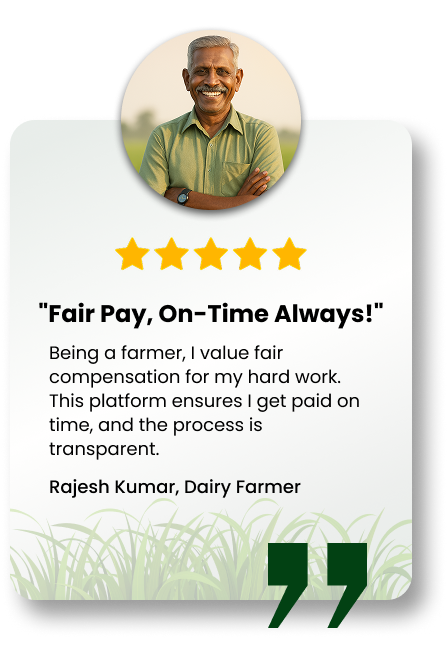 "Fair Pay, On-Time Always!"
Being a farmer, I value fair
compensation for my hard work.
This platform ensures I get paid on
time, and the process is
transparent.
Rajesh Kumar, Dairy Farmer